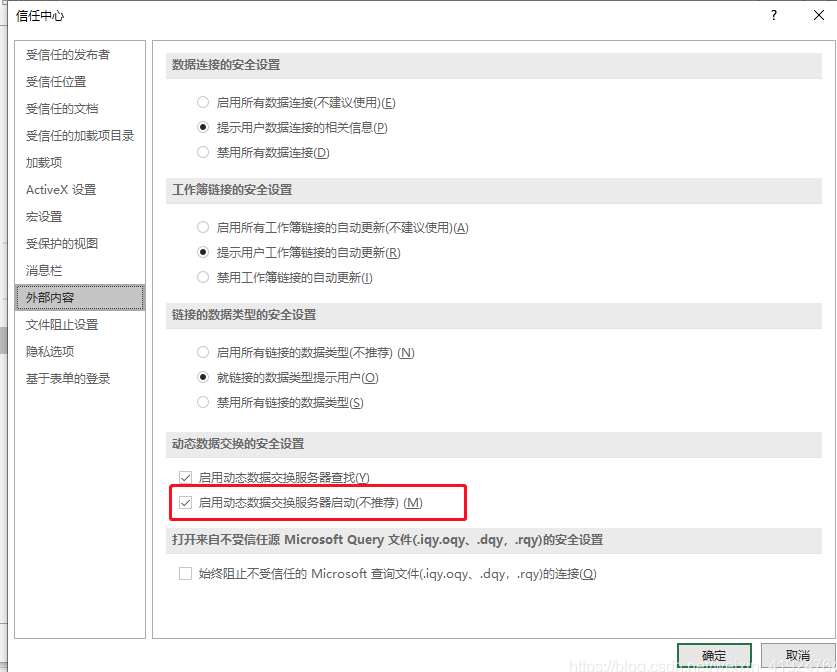 信任中心
?
受信任的发布者
受信任位置
受信任的文档
受信任的加载项目录
加载项
ActiveX 设置
宏设置
受保护的视图
消息栏
外部内容
文件阻止设置
隐私选项
基于表单的登录
数据连接的安全设置
启用所有数据连接(不建议使用)(E)
提示用户数据连接的相关信息(P)
禁用所有数据连接(D)
工作簿链接的安全设置
启用所有工作簿链接的自动更新(不建议使用)(A)
提示用户工作簿链接的自动更新(R)
禁用工作簿链接的自动更新(I)
链接的数据类型的安全设置
启用所有链接的数据类型(不推荐) (N)
就链接的数据类型提示用户(O)
禁用所有链接的数据类型(S)
动态数据交换的安全设置
启用动态数据交换服务器查找(Y)
启用动态数据交换服务器启动(不推荐) (M)
打开来自不受信任源 Microsoft Query 文件(.iqy.oqy、.dqy，.rqy)的安全设置
始终阻止不受信任的 Microsoft 查询文件(.iqy.oqy、.dqy，.rqy)的连接(Q)
确定
取消